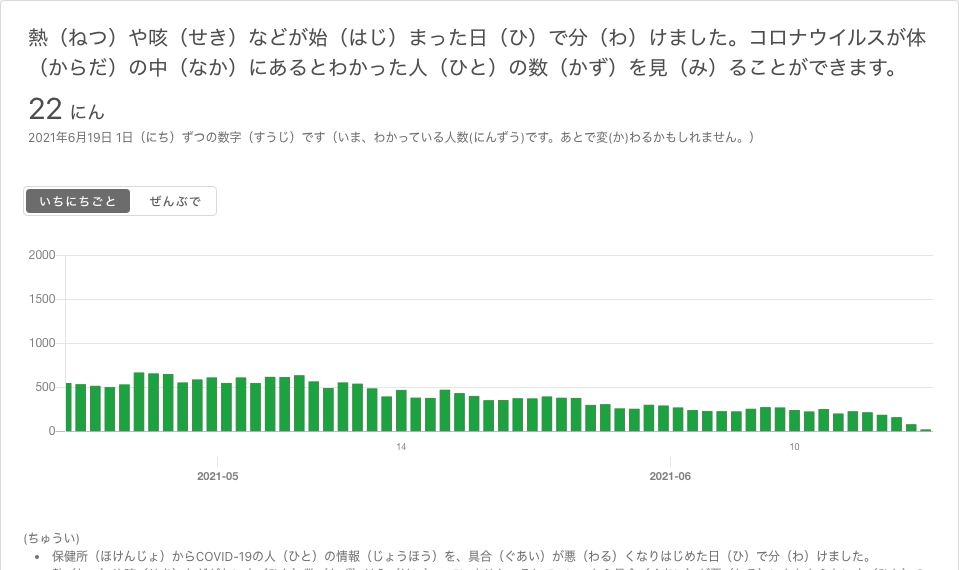 熱（ねつ）や咳（せき）などが始（はじ）まった日（ひ）で分（わ）けました。コロナウイルスが体
（からだ）の中（なか）にあるとわかった人（ひと）の数（かず）を見（み）ることができます。
22 にん
2021年6月19日 1日（にち）ずつの数字（すうじ）です（いま、わかっている人数(にんずう)です。あとで変(か)わるかもしれません。）
いちにちごと ぜんぶで
2000
1500
1000
500
0
14 10
2021-05 2021-06
(ちゅうい)
• 保健所（ほけんじょ）からCOVID-19の人（ひと）の情報（じょうほう）を、具合（ぐあい）が悪（わる）くなりはじめた日（ひ）で分（わ）けました。